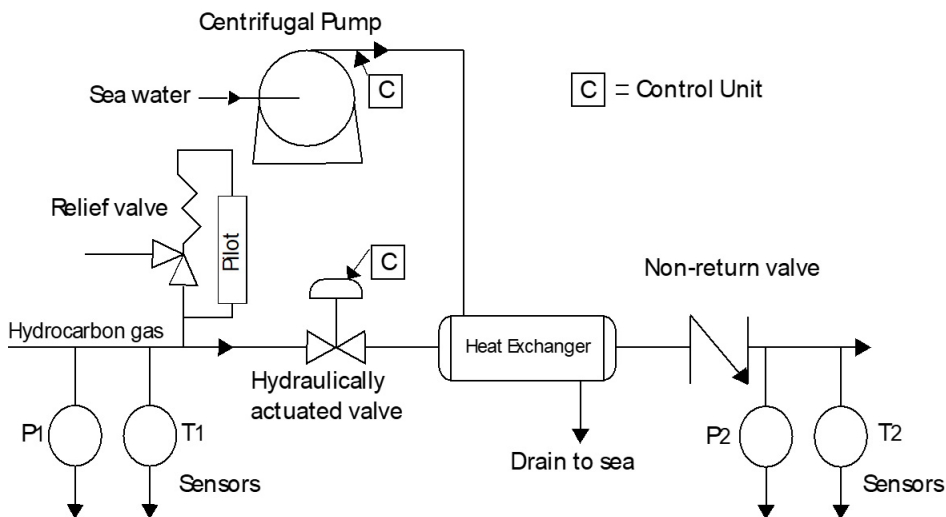 Centrifugal Pump
Sea water
C
C = Control Unit
Relief valve
Pilot
C
Non-return valve
Hydrocarbon gas
Heat Exchanger
Hydraulically
actuated valve
P1
T1
P2
T2
Drain to sea
Sensors
Sensors